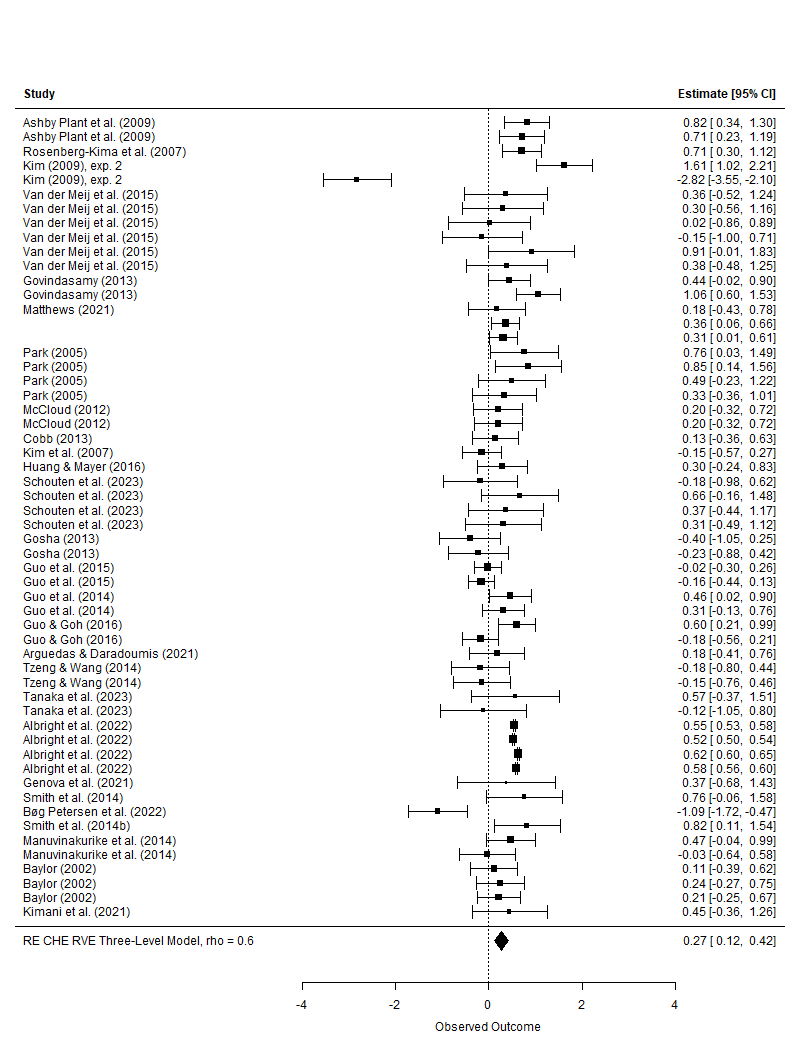 Study Estimate [95% CI]
Ashby Plant et al. (2009) 0.82 [ 0.34, 1.30]
Ashby Plant et al. (2009) 0.71 [ 0.23, 1.19]
Rosenberg-Kima et al. (2007) 0.71 [ 0.30, 1.12]
Kim (2009), exp. 2 1.61 [ 1.02, 2.21]
Kim (2009), exp. 2 -2.82 [-3.55, -2.10]
Van der Meij et al. (2015) 0.36 [-0.52, 1.24]
Van der Meij et al. (2015) 0.30 [-0.56, 1.16]
Van der Meij et al. (2015) 0.02 [-0.86, 0.89]
Van der Meij et al. (2015) -0.15 [-1.00, 0.71]
Van der Meij et al. (2015) 0.91 [-0.01, 1.83]
Van der Meij et al. (2015) 0.38 [-0.48, 1.25]
Govindasamy (2013) 0.44 [-0.02, 0.90]
Govindasamy (2013) 1.06 [ 0.60, 1.53]
Matthews (2021) 0.18 [-0.43, 0.78]
0.36 [ 0.06, 0.66]
0.31 [ 0.01, 0.61]
Park (2005) 0.76 [ 0.03, 1.49]
Park (2005) 0.85 [ 0.14, 1.56]
Park (2005) 0.49 [-0.23, 1.22]
Park (2005) 0.33 [-0.36, 1.01]
McCloud (2012) 0.20 [-0.32, 0.72]
McCloud (2012) 0.20 [-0.32, 0.72]
Cobb (2013) 0.13 [-0.36, 0.63]
Kim et al. (2007) -0.15 [-0.57, 0.27]
Huang & Mayer (2016) 0.30 [-0.24, 0.83]
Schouten et al. (2023) -0.18 [-0.98, 0.62]
Schouten et al. (2023) 0.66 [-0.16, 1.48]
Schouten et al. (2023) 0.37 [-0.44, 1.17]
Schouten et al. (2023) 0.31 [-0.49, 1.12]
Gosha (2013) -0.40 [-1.05, 0.25]
Gosha (2013) -0.23 [-0.88, 0.42]
Guo et al. (2015) -0.02 [-0.30, 0.26]
Guo et al. (2015) -0.16 [-0.44, 0.13]
Guo et al. (2014) 0.46 [ 0.02, 0.90]
Guo et al. (2014) 0.31 [-0.13, 0.76]
Guo & Goh (2016) 0.60 [ 0.21, 0.99]
Guo & Goh (2016) -0.18 [-0.56, 0.21]
Arguedas & Daradoumis (2021) 0.18 [-0.41, 0.76]
Tzeng & Wang (2014) -0.18 [-0.80, 0.44]
Tzeng & Wang (2014) -0.15 [-0.76, 0.46]
Tanaka et al. (2023) 0.57 [-0.37, 1.51]
Tanaka et al. (2023) -0.12 [-1.05, 0.80]
Albright et al. (2022) 0.55 [ 0.53, 0.58]
Albright et al. (2022) 0.52 [ 0.50, 0.54]
Albright et al. (2022) 0.62 [ 0.60, 0.65]
Albright et al. (2022) 0.58 [ 0.56, 0.60]
Genova et al. (2021) 0.37 [-0.68, 1.43]
Smith et al. (2014) 0.76 [-0.06, 1.58]
Bøg Petersen et al. (2022) -1.09 [-1.72, -0.47]
Smith et al. (2014b) 0.82 [ 0.11, 1.54]
Manuvinakurike et al. (2014) 0.47 [-0.04, 0.99]
Manuvinakurike et al. (2014) -0.03 [-0.64, 0.58]
Baylor (2002) 0.11 [-0.39, 0.62]
Baylor (2002) 0.24 [-0.27, 0.75]
Baylor (2002) 0.21 [-0.25, 0.67]
Kimani et al. (2021) 0.45 [-0.36, 1.26]
RE CHE RVE Three-Level Model, rho = 0.6 0.27 [ 0.12, 0.42]
-4 -2 0 2 4
Observed Outcome